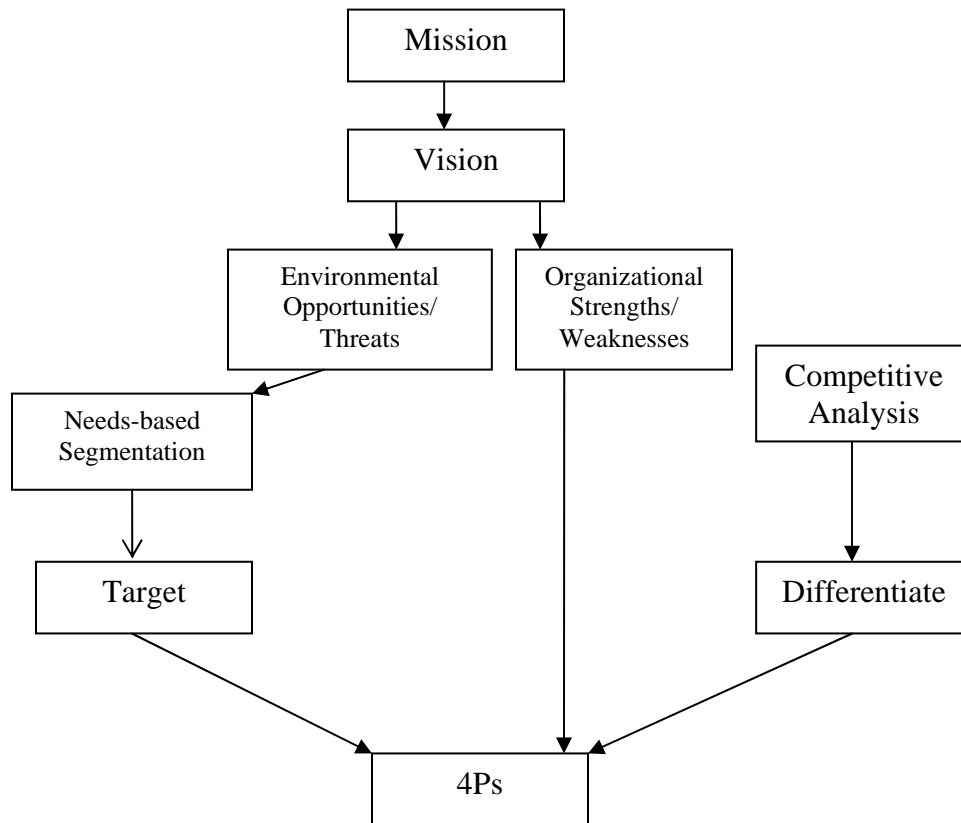 Mission
Vision
Environmental
Opportunities/
Threats
Organizational
Strengths/
Weaknesses
Competitive
Analysis
Needs-based
Segmentation
Target
Differentiate
4Ps